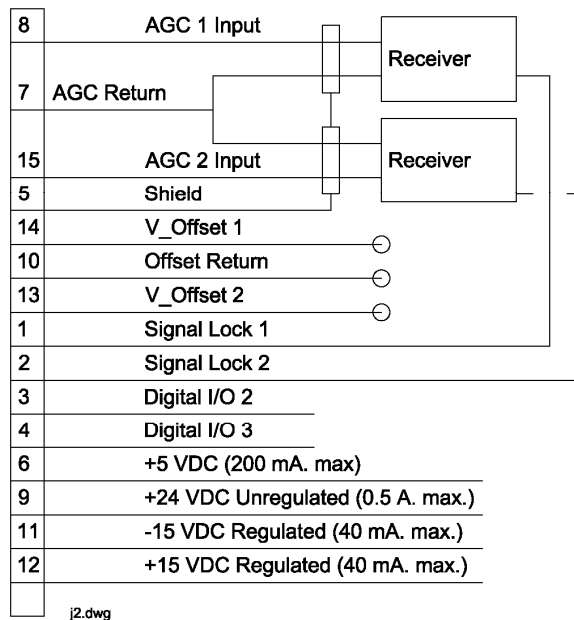 8 AGC 1 Input
Receiver
7 AGC Return
15 AGC 2 Input
Receiver
5 Shield
14 V_Offset 1
10 Offset Return
13 V_Offset 2
1 Signal Lock 1
2 Signal Lock 2
3 Digital I/O 2
4 Digital I/O 3
6 +5 VDC (200 mA. max)
9 +24 VDC Unregulated (0.5 A. max.)
11 -15 VDC Regulated (40 mA. max.)
12 +15 VDC Regulated (40 mA. max.)
j2.dwg